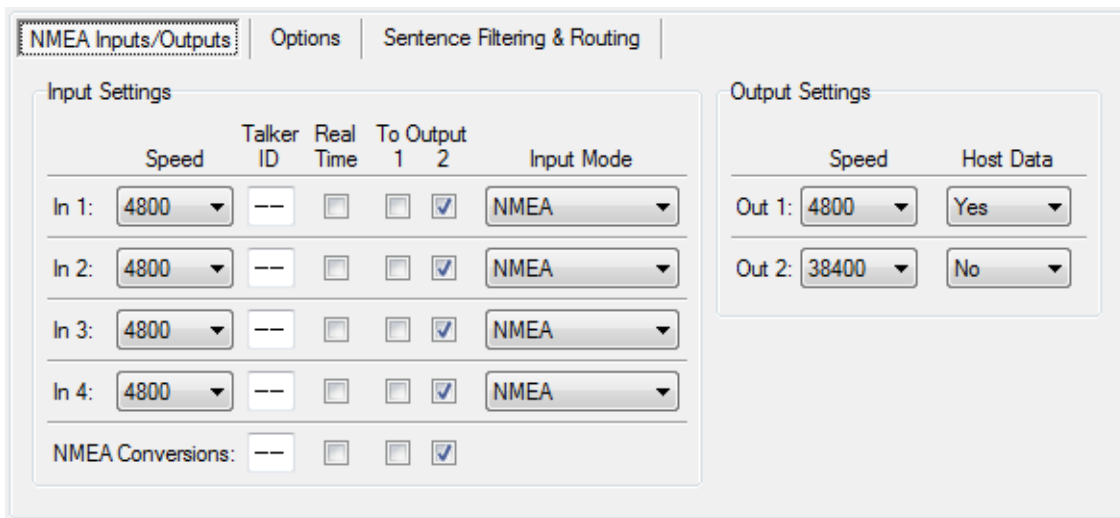 NMEA Inputs/Outputs Options Sentence Filtering & Routing
Input Settings
Talker Real To Output
Speed ID Time 1 2 Input Mode
In 1: 4800 -- NMEA
In 2: 4800 -- NMEA
In 3: 4800 -- NMEA
In 4: 4800 -- NMEA
NMEA Conversions: --
Output Settings
Speed Host Data
Out 1: 4800 Yes
Out 2: 38400 No